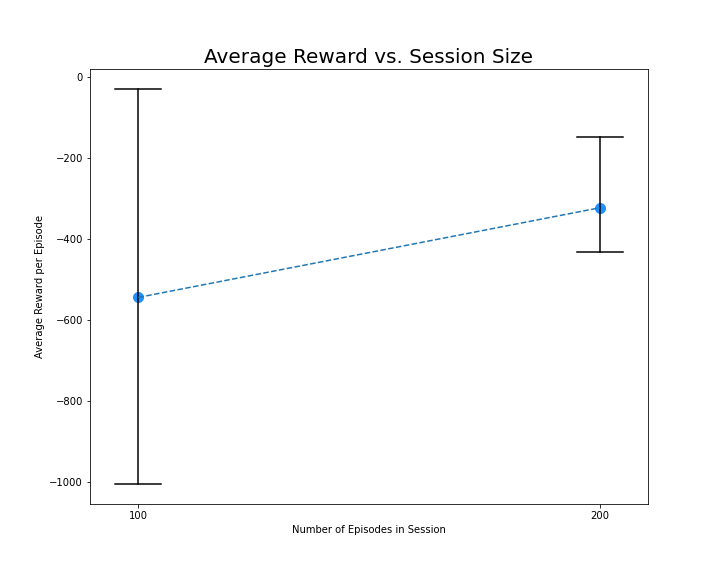 Average Reward vs. Session Size
0
−200
−400
−600
−800
−1000
Average Reward per Episode
100
200
Number of Episodes in Session